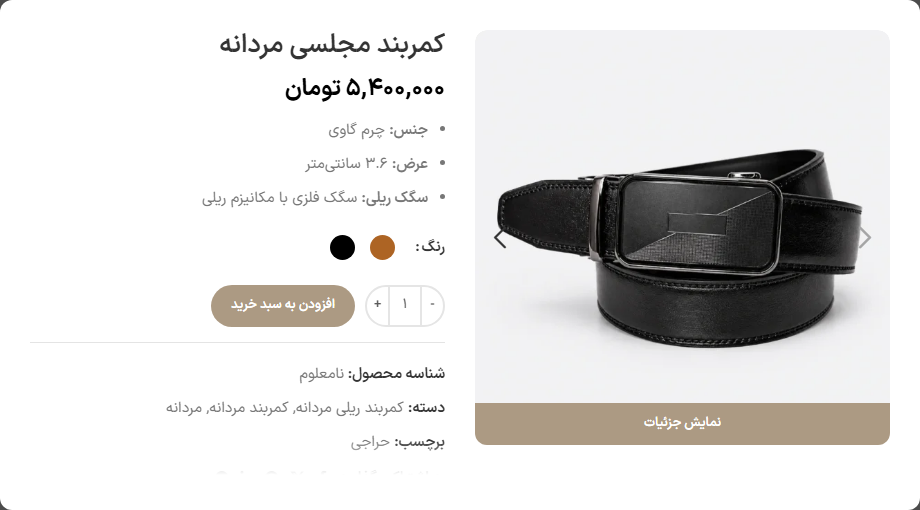 کمربند مجلسی مردانه
۵,۴۰۰,۰۰۰ تومان
جنس: چرم گاوی
عرض: ۳.۶ سانتی‌متر
سگک ریلی: سگک فلزی با مکانیزم ریلی
رنگ:
- ۱ +
افزودن به سبد خرید
شناسه محصول: نامعلوم
دسته: کمربند ریلی مردانه, کمربند مردانه, مردانه
برچسب: حراجی
نمایش جزئیات